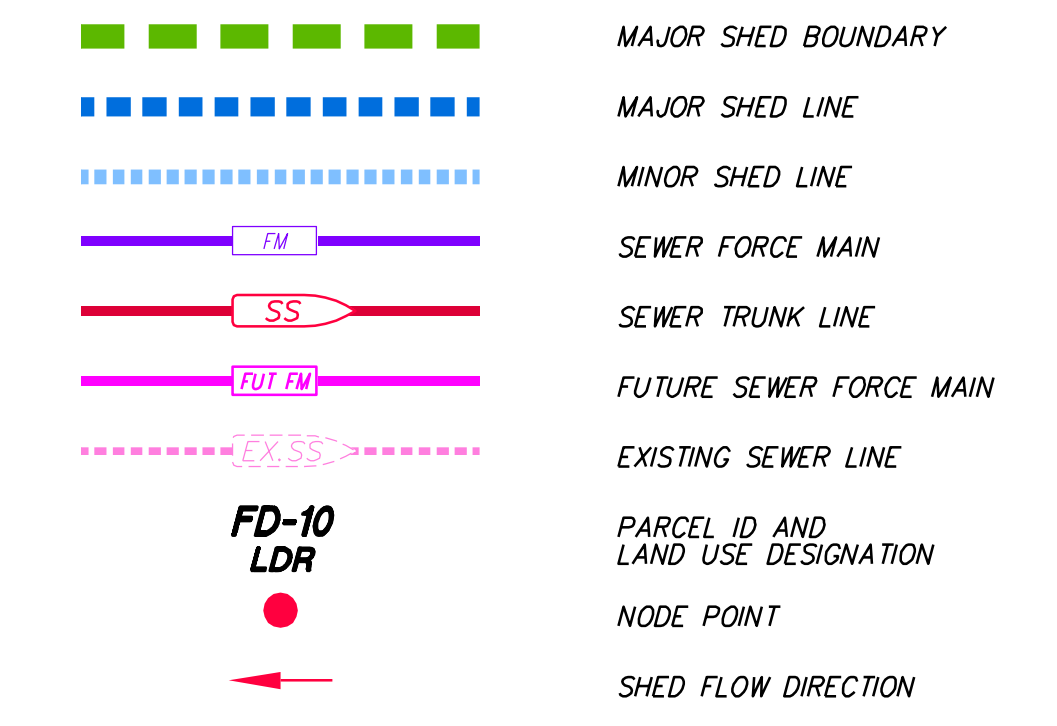 MAJOR SHED BOUNDARY
MAJOR SHED LINE
MINOR SHED LINE
FM SEWER FORCE MAIN
SS SEWER TRUNK LINE
FUT FM FUTURE SEWER FORCE MAIN
EX.SS EXISTING SEWER LINE
FD-10 PARCEL ID AND
LDR LAND USE DESIGNATION
NODE POINT
SHED FLOW DIRECTION